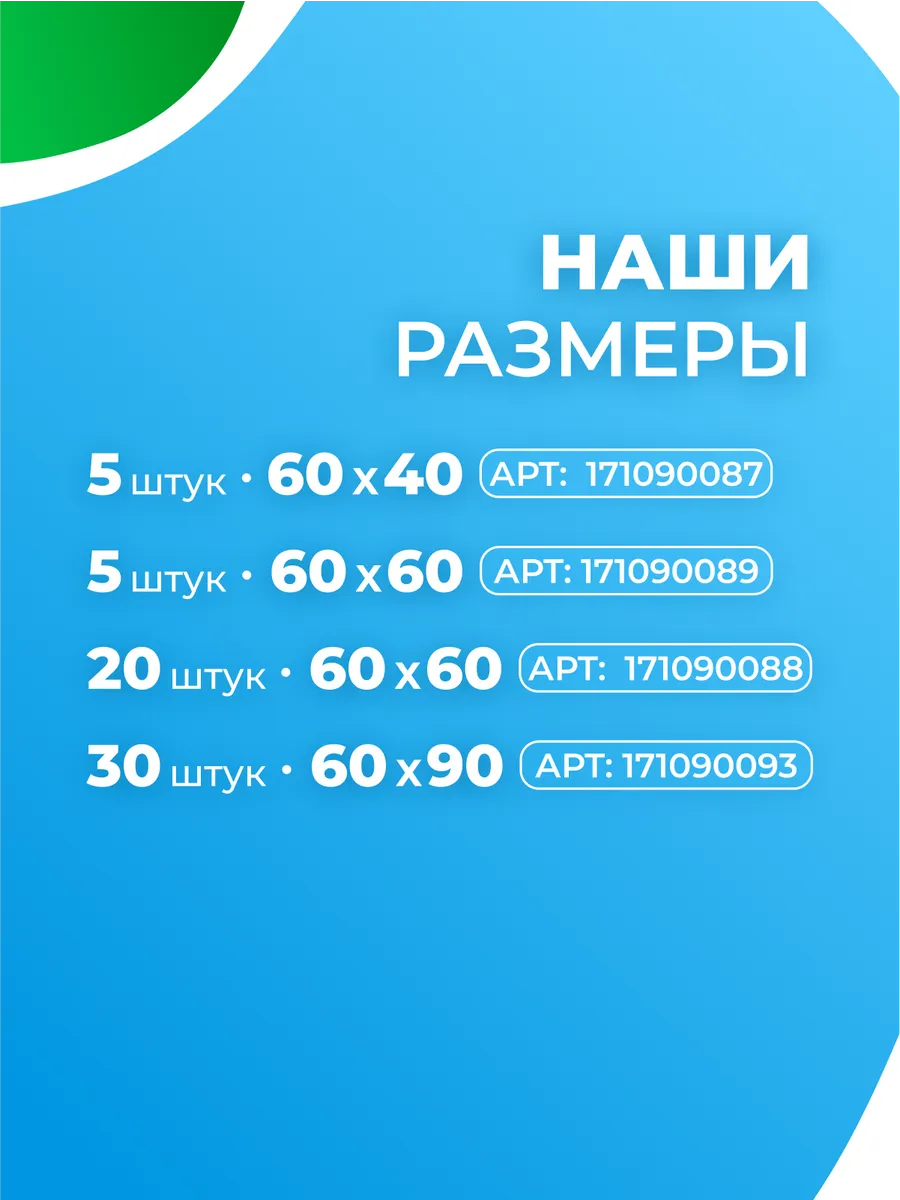 НАШИ
РАЗМЕРЫ
5 штук • 60 x 40 АРТ: 171090087
5 штук • 60 x 60 АРТ: 171090089
20 штук • 60 x 60 АРТ: 171090088
30 штук • 60 x 90 АРТ: 171090093